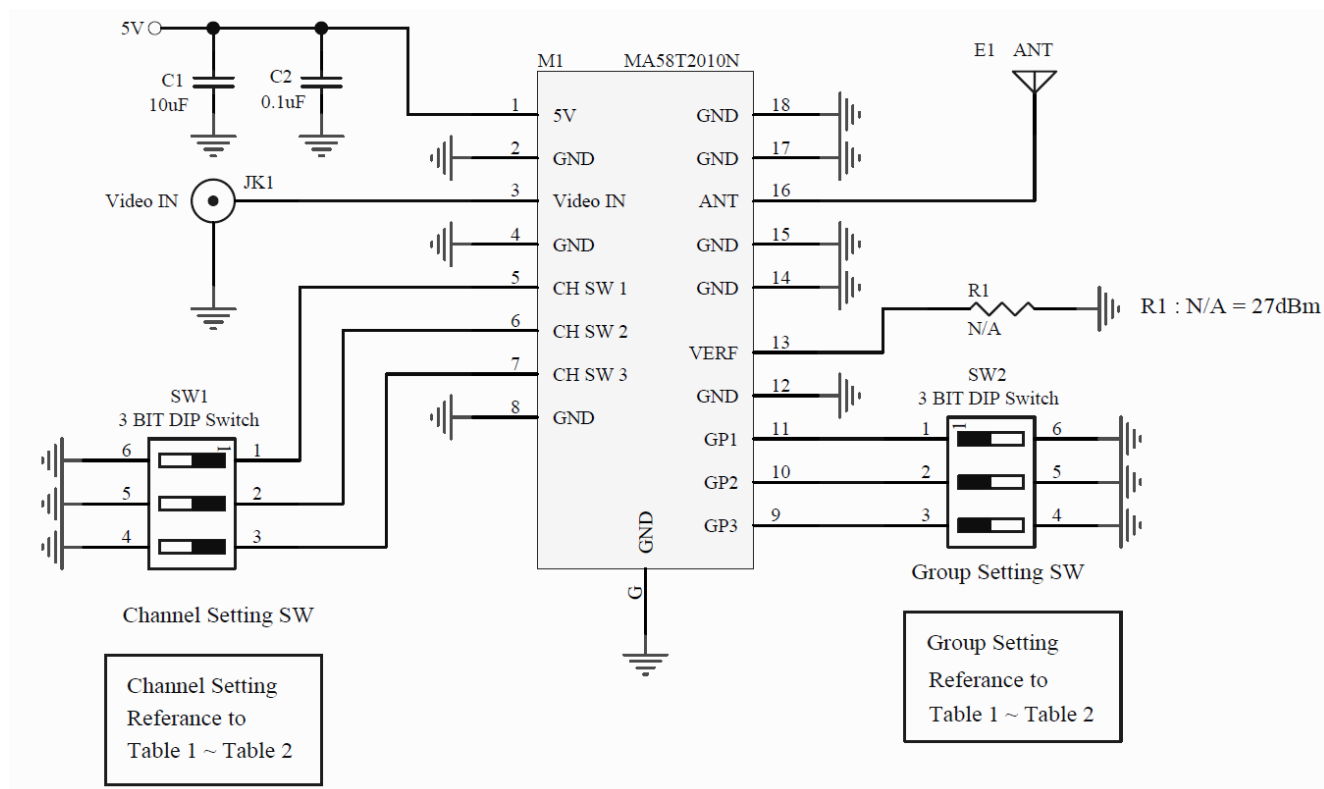 5V
C1
10uF
C2
0.1uF
M1
MA58T2010N
E1 ANT
1
5V
2
GND
3
Video IN
4
GND
5
CH SW 1
6
CH SW 2
7
CH SW 3
8
GND
Video IN
JK1
GND
18
GND
17
ANT
16
GND
15
GND
14
VERF
13
GND
12
GP1
11
GP2
10
GP3
9
GND
G
R1
N/A
R1 : N/A = 27dBm
SW1
3 BIT DIP Switch
6
1
1
5
2
4
3
Channel Setting SW
Channel Setting
Referance to
Table 1 ~ Table 2
SW2
3 BIT DIP Switch
1
1
6
2
5
3
4
Group Setting SW
Group Setting
Referance to
Table 1 ~ Table 2